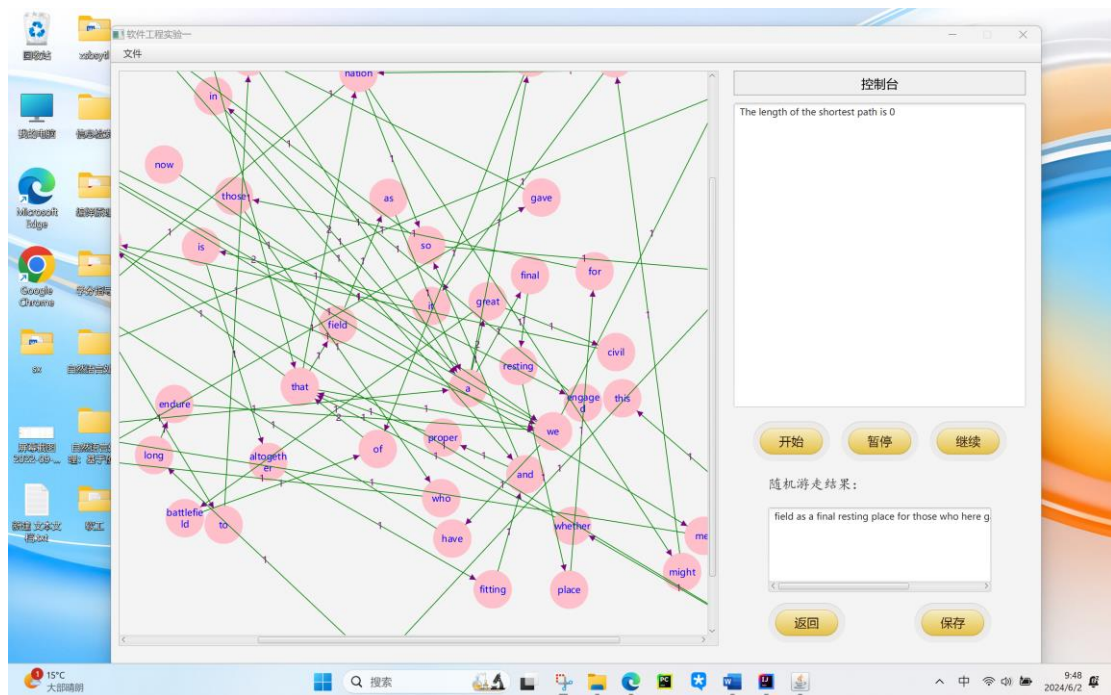 回收站
我的电脑
Microsoft
Edge
Google
Chrome
sx
软件工程实验一
文件
nation
in
now
those
as
gave
is
so
final
for
it
great
field
civil
resting
that
a
engage
d
this
endure
we
proper
of
long
altogeth
er
and
who
battlefie
ld
to
have
whether
me
might
fitting
place
控制台
The length of the shortest path is 0
开始
暂停
继续
随机游走结果:
field as a final resting place for those who here g
返回
保存
15°C
大部晴朗
搜索
中
9:48
2024/6/2